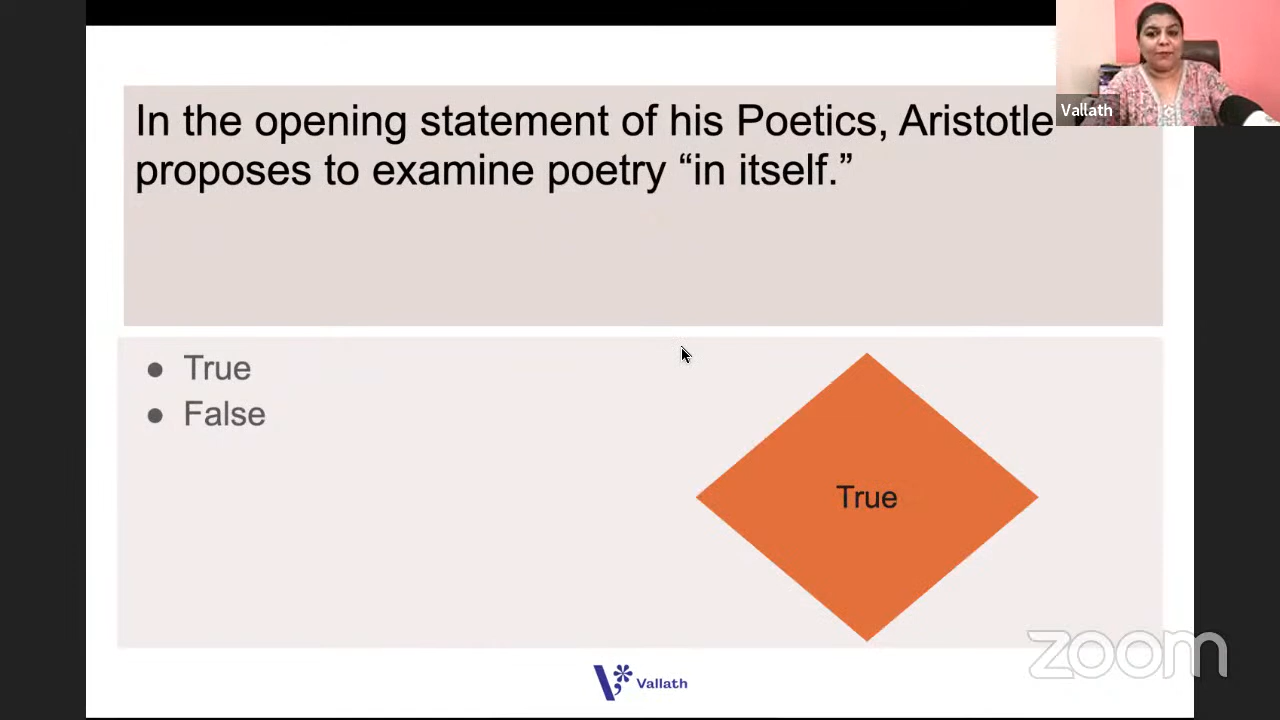 In the opening statement of his Poetics, Aristotle
proposes to examine poetry “in itself.”
Vallath
● True
● False
True
zoom
Vallath